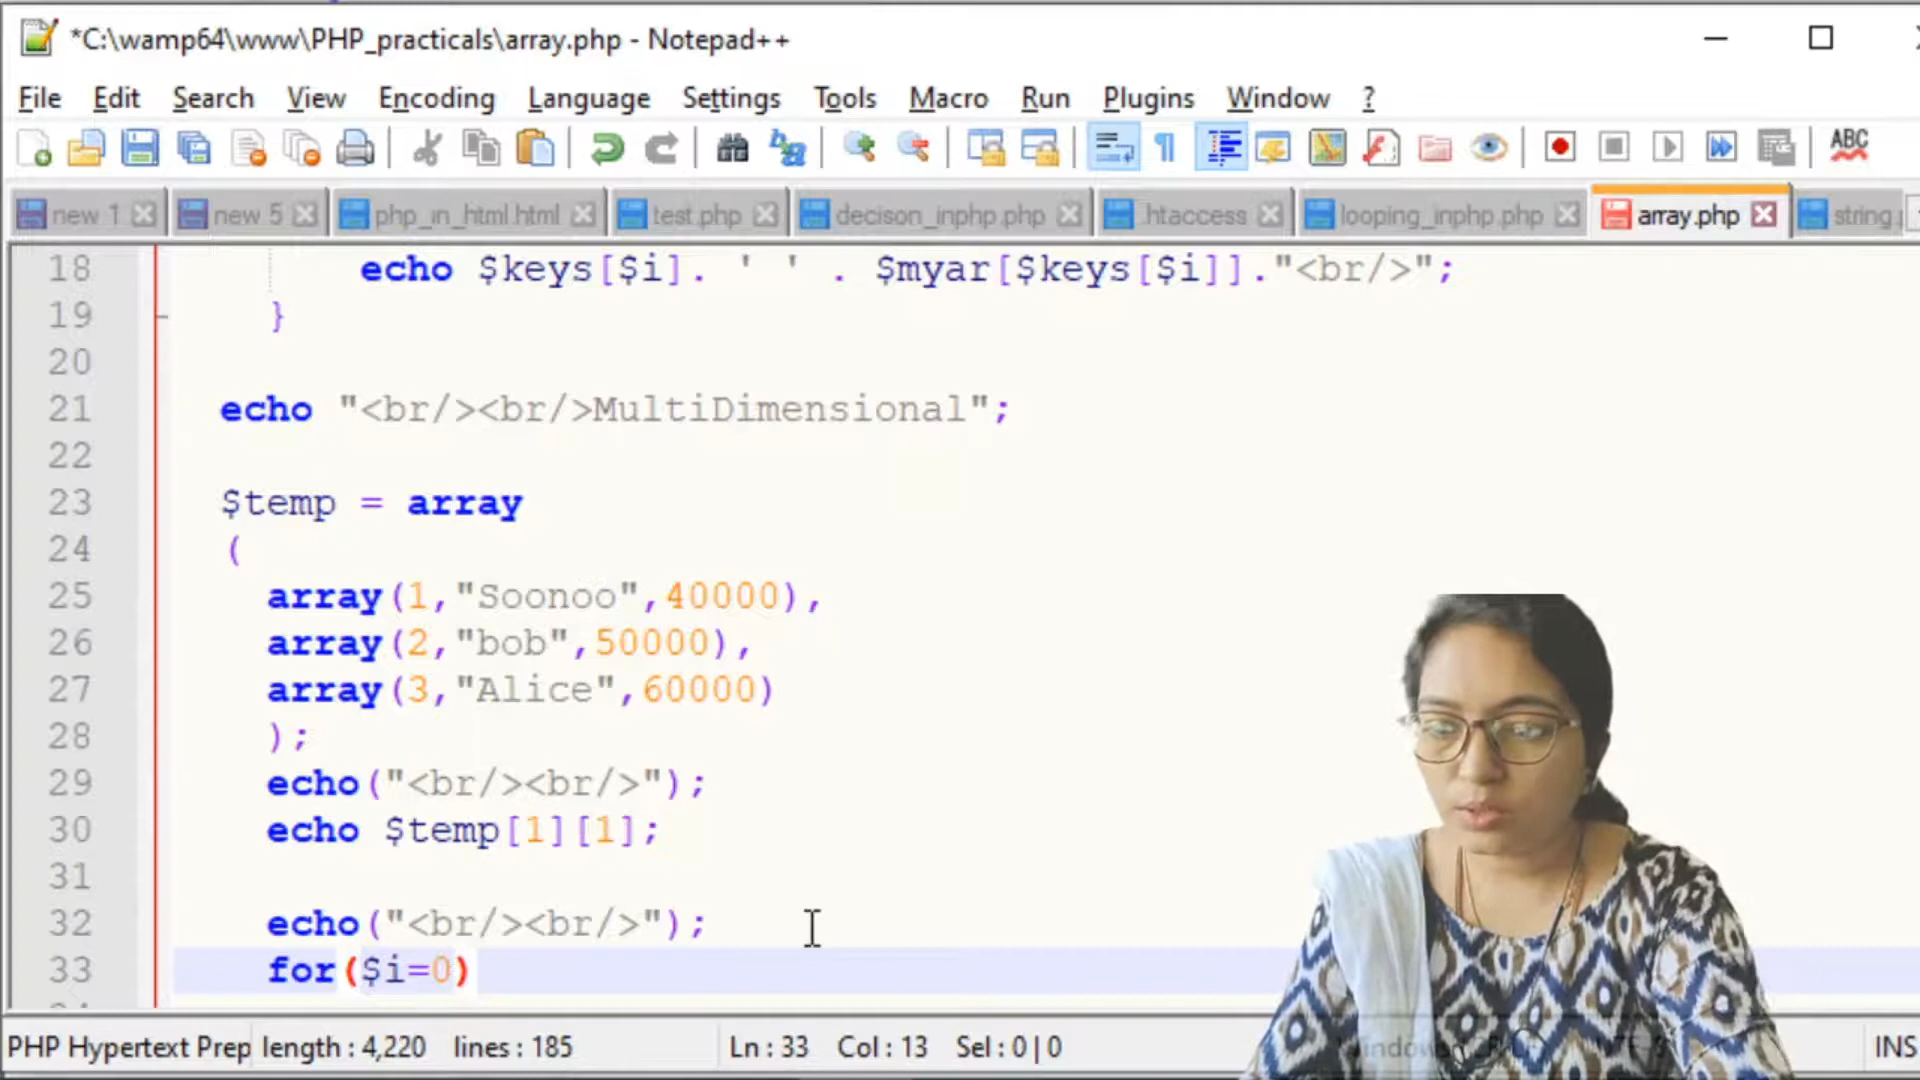 *C:\wamp64\www\PHP_practicals\array.php - Notepad++
File Edit Search View Encoding Language Settings Tools Macro Run Plugins Window ?
ABC
new 1 new 5 php_in_html.html test.php decison_inphp.php .htaccess looping_inphp.php array.php string
18 echo $keys[$i]. ' ' . $myar[$keys[$i]]."<br/>";
19 }
20
21 echo "<br/><br/>MultiDimensional";
22
23 $temp = array
24 (
25 array(1,"Soonoo",40000),
26 array(2,"bob",50000),
27 array(3,"Alice",60000)
28 );
29 echo("<br/><br/>");
30 echo $temp[1][1];
31
32 echo("<br/><br/>");
33 for($i=0)
PHP Hypertext Prep length : 4,220 lines : 185 Ln : 33 Col : 13 Sel : 0 | 0 INS